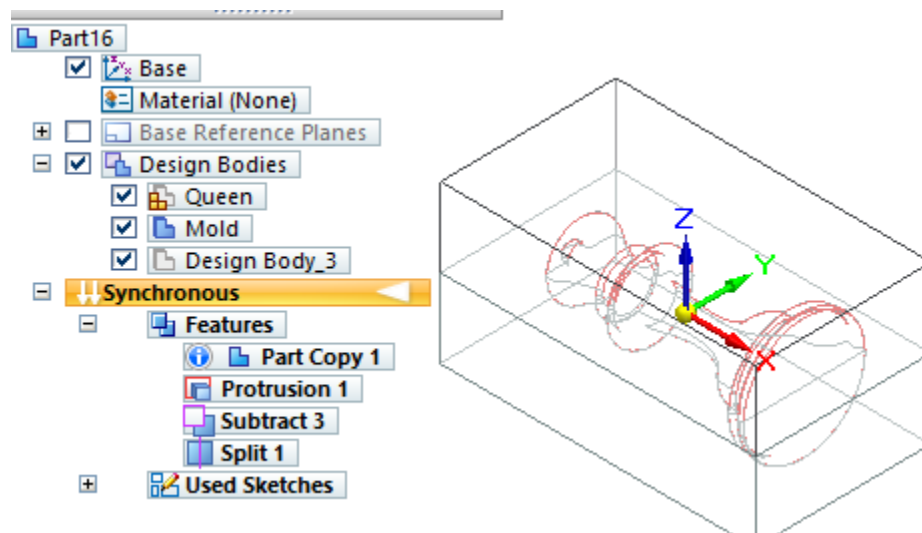 Part16
Base
Material (None)
Base Reference Planes
Design Bodies
Queen
Mold
Design Body_3
Synchronous
Features
Part Copy 1
Protrusion 1
Subtract 3
Split 1
Used Sketches
Z
Y
X